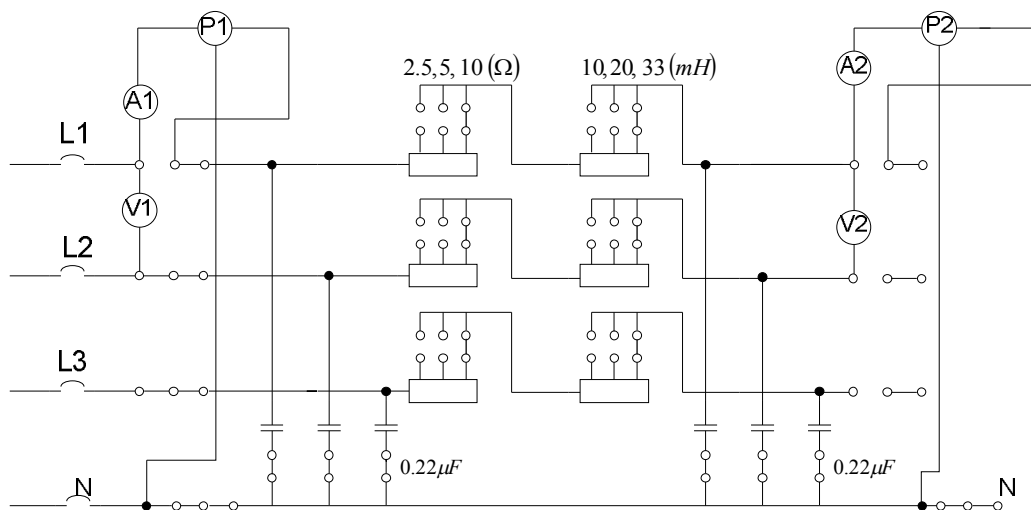 P1
P2
2.5, 5, 10 (Ω)
10, 20, 33 (mH)
A2
A1
L1
V1
V2
L2
L3
0.22μF
0.22μF
N
N